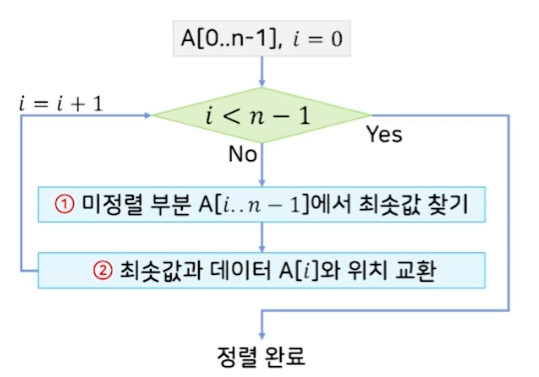 A[0..n-1], i = 0
i = i + 1
i < n − 1
Yes
No
① 미정렬 부분 A[i..n − 1]에서 최솟값 찾기
② 최솟값과 데이터 A[i]와 위치 교환
정렬 완료